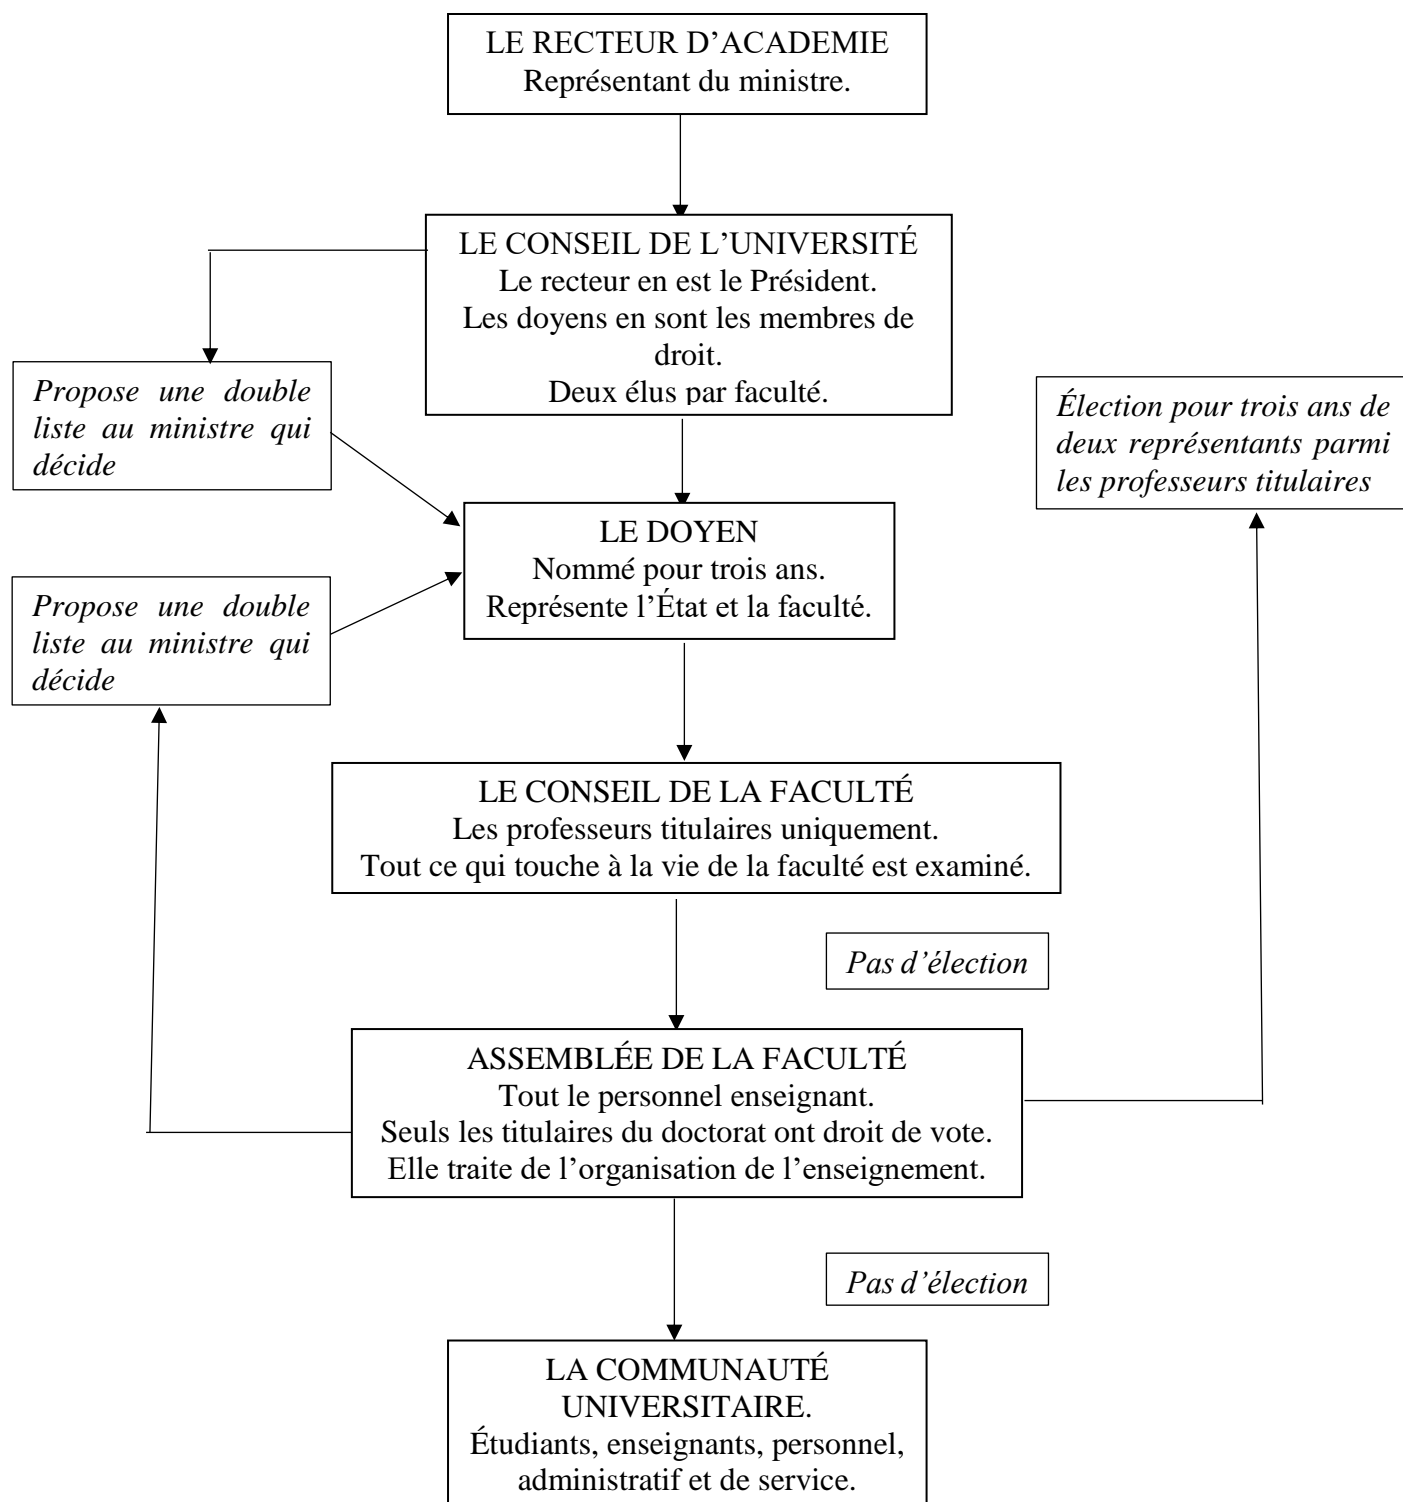 LE RECTEUR D’ACADEMIE
Représentant du ministre.
LE CONSEIL DE L’UNIVERSITÉ
Le recteur en est le Président.
Les doyens en sont les membres de
droit.
Deux élus par faculté.
Propose une double
liste au ministre qui
décide
Élection pour trois ans de
deux représentants parmi
les professeurs titulaires
LE DOYEN
Nommé pour trois ans.
Représente l’État et la faculté.
Propose une double
liste au ministre qui
décide
LE CONSEIL DE LA FACULTÉ
Les professeurs titulaires uniquement.
Tout ce qui touche à la vie de la faculté est examiné.
Pas d’élection
ASSEMBLÉE DE LA FACULTÉ
Tout le personnel enseignant.
Seuls les titulaires du doctorat ont droit de vote.
Elle traite de l’organisation de l’enseignement.
Pas d’élection
LA COMMUNAUTÉ
UNIVERSITAIRE.
Étudiants, enseignants, personnel,
administratif et de service.